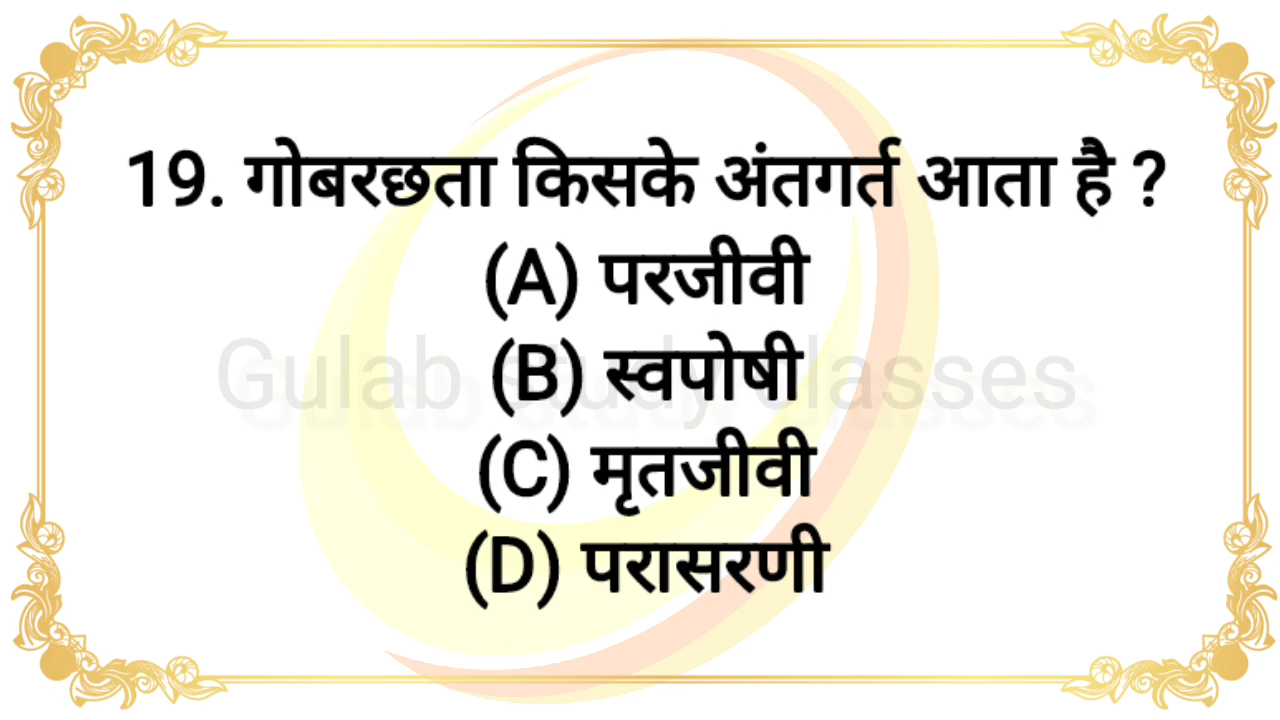 19. गोबरछता किसके अंतगर्त आता है ?
(A) परजीवी
(B) स्वपोषी
Gulab study classes
(C) मृतजीवी
(D) परासरणी